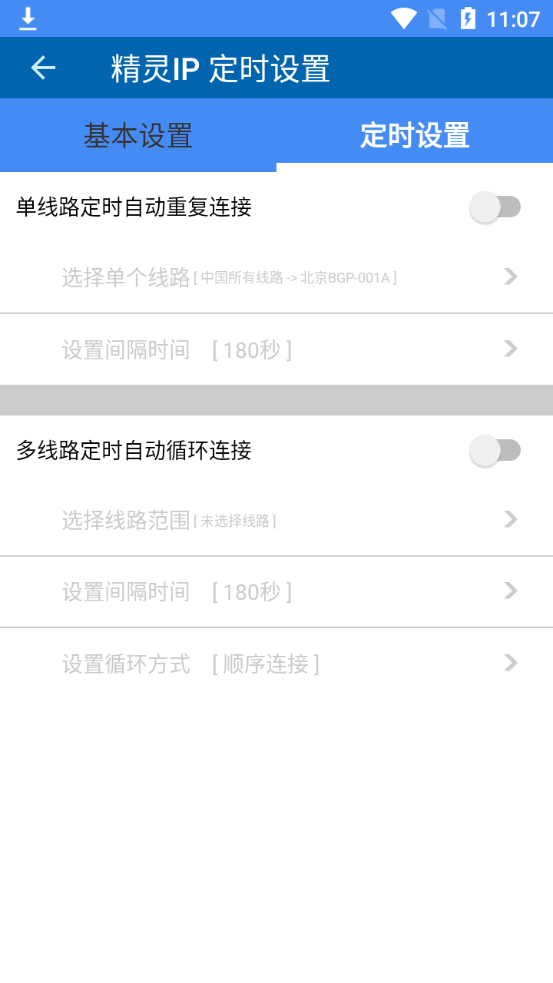 11:07
精灵IP 定时设置
基本设置 定时设置
单线路定时自动重复连接
选择单个线路[ 中国所有线路 -> 北京BGP-001A ]
设置间隔时间 [ 180秒 ]
多线路定时自动循环连接
选择线路范围[ 未选择线路 ]
设置间隔时间 [ 180秒 ]
设置循环方式 [ 顺序连接 ]